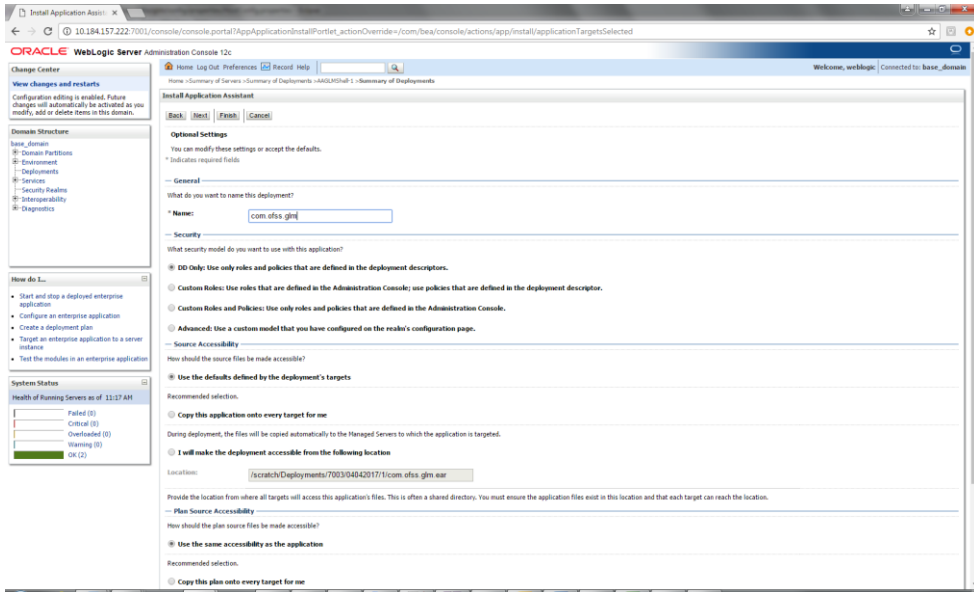 Install Application Assist
10.184.157.222:7001/console/console.portal?AppApplicationInstallPortlet_actionOverride=/com/bea/console/actions/app/install/applicationTargetsSelected
ORACLE WebLogic Server Administration Console 12c
Change Center
View changes and restarts
Configuration editing is enabled. Future
changes will automatically be activated as you
modify, add or delete items in this domain.
Domain Structure
base_domain
Domain Partitions
Environment
Deployments
Services
Security Realms
Interoperability
Diagnostics
How do I...
Start and stop a deployed enterprise
application
Configure an enterprise application
Create a deployment plan
Target an enterprise application to a server
instance
Test the modules in an enterprise application
System Status
Health of Running Servers as of 11:17 AM
Failed (0)
Critical (0)
Overloaded (0)
Warning (0)
OK (2)
Home Log Out Preferences Record Help
Welcome, weblogic Connected to: base_domain
Home >Summary of Servers >Summary of Deployments >AAGLMShelf-1 >Summary of Deployments
Install Application Assistant
Back Next Finish Cancel
Optional Settings
You can modify these settings or accept the defaults.
* Indicates required fields
General
What do you want to name this deployment?
* Name: com.ofss.glm
Security
What security model do you want to use with this application?
DD Only: Use only roles and policies that are defined in the deployment descriptors.
Custom Roles: Use roles that are defined in the Administration Console; use policies that are defined in the deployment descriptor.
Custom Roles and Policies: Use only roles and policies that are defined in the Administration Console.
Advanced: Use a custom model that you have configured on the realm's configuration page.
Source Accessibility
How should the source files be made accessible?
Use the defaults defined by the deployment's targets
Recommended selection.
Copy this application onto every target for me
During deployment, the files will be copied automatically to the Managed Servers to which the application is targeted.
I will make the deployment accessible from the following location
Location: /scratch/Deployments/7003/04042017/1/com.ofss.glm.ear
Provide the location from where all targets will access this application's files. This is often a shared directory. You must ensure the application files exist in this location and that each target can reach the location.
Plan Source Accessibility
How should the plan source files be made accessible?
Use the same accessibility as the application
Recommended selection.
Copy this plan onto every target for me